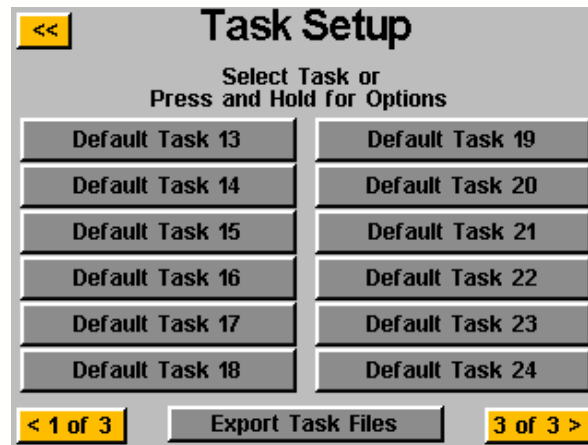 <<
Task Setup
Select Task or
Press and Hold for Options
Default Task 13
Default Task 19
Default Task 14
Default Task 20
Default Task 15
Default Task 21
Default Task 16
Default Task 22
Default Task 17
Default Task 23
Default Task 18
Default Task 24
< 1 of 3
Export Task Files
3 of 3 >